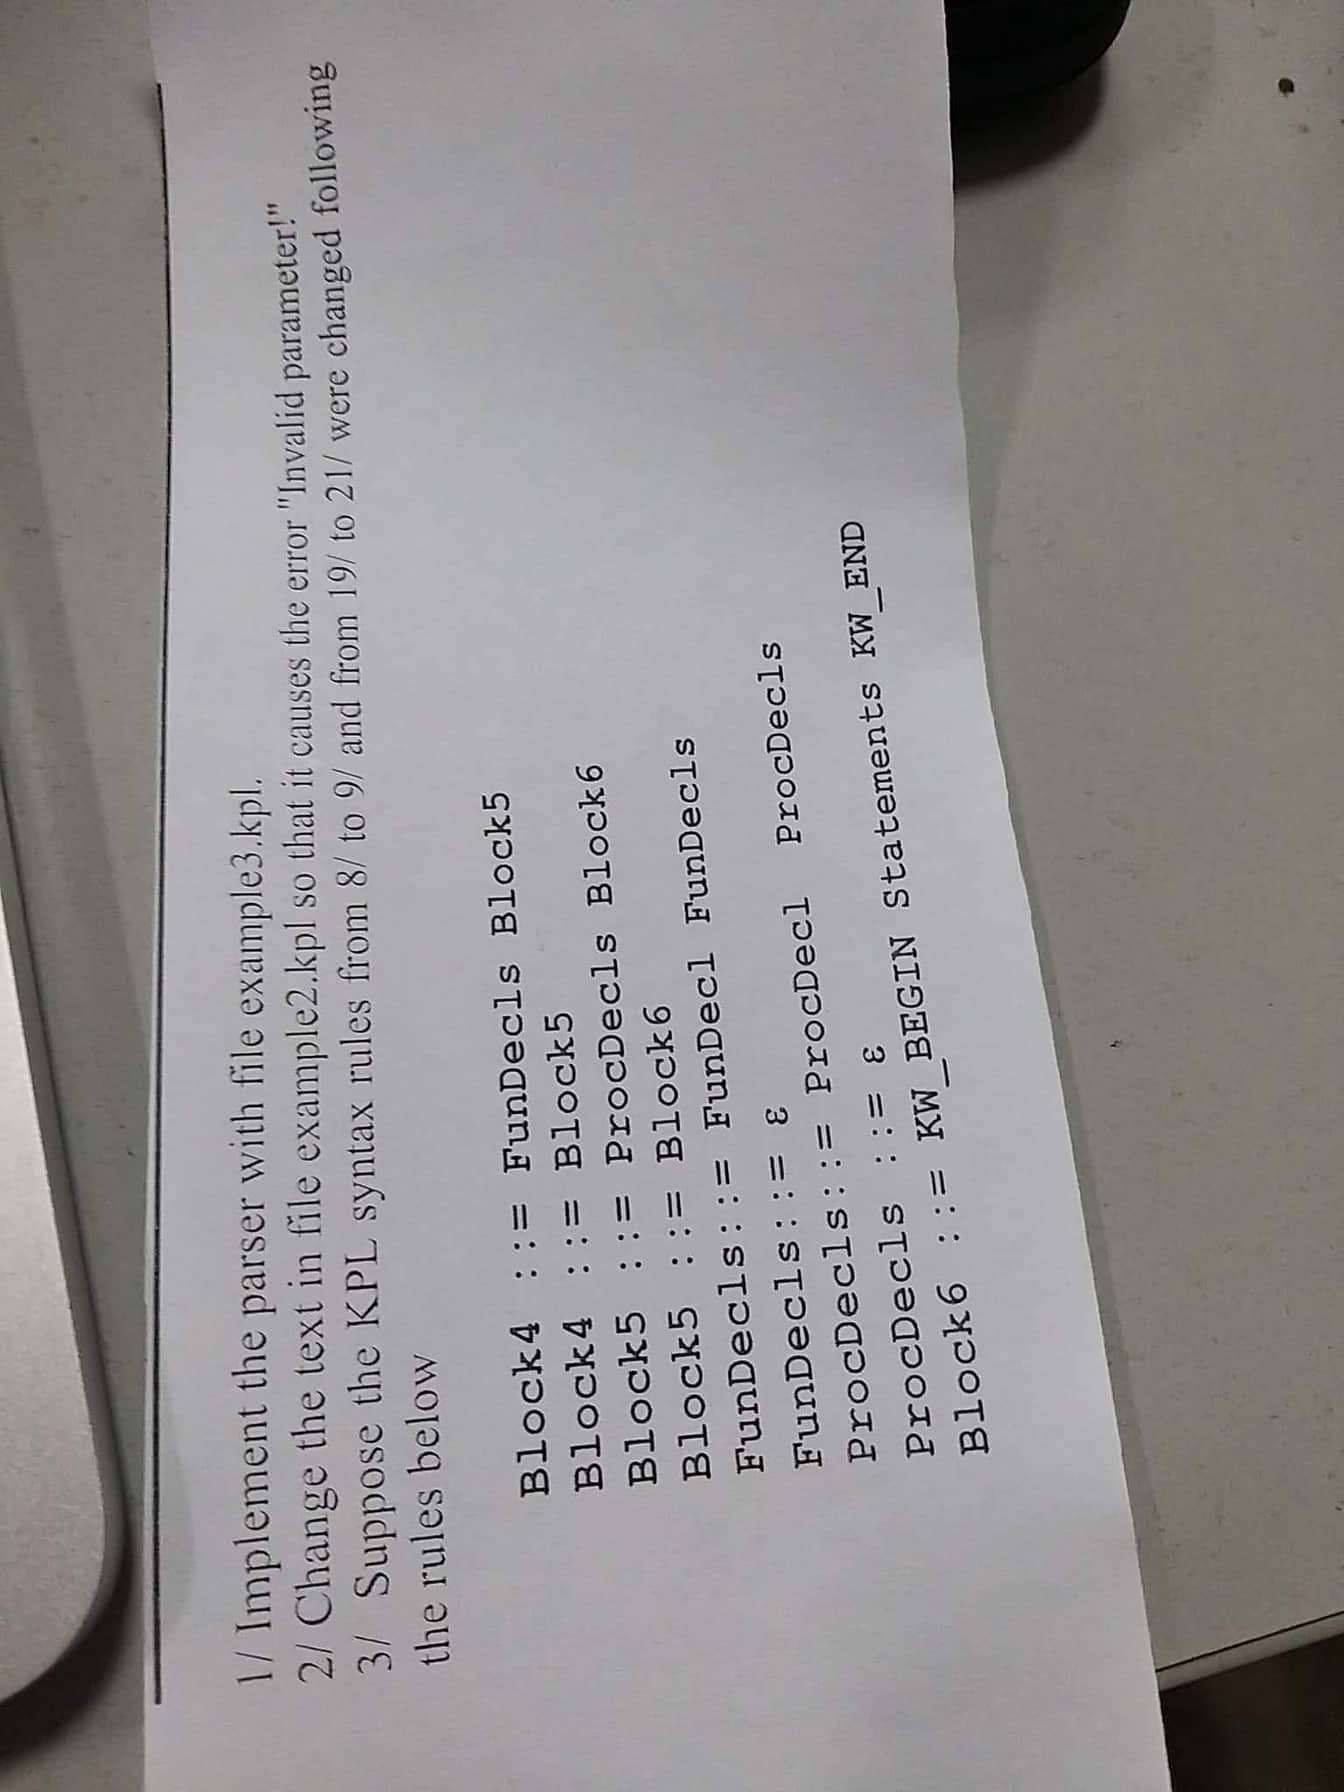 1/ Implement the parser with file example3.kpl.
2/ Change the text in file example2.kpl so that it causes the error "Invalid parameter!"
3/ Suppose the KPL syntax rules from 8/ to 9/ and from 19/ to 21/ were changed following
the rules below
Block4 ::= FunDecls Block5
Block4 ::= Block5
Block5 ::= ProcDecls Block6
Block5 ::= Block6
FunDecls::= FunDecl FunDecls
FunDecls::= ε
ProcDecls::= ProcDecl ProcDecls
ProcDecls ::= ε
Block6 ::= KW_BEGIN Statements KW_END